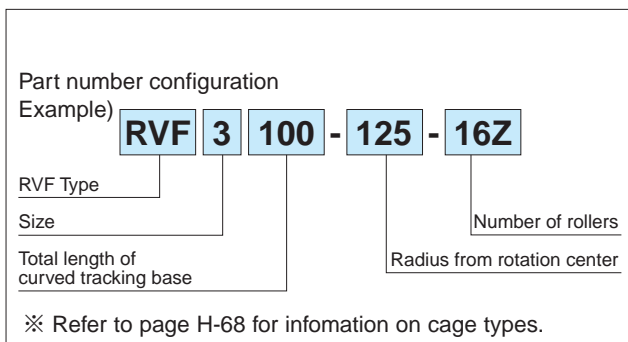 Part number configuration
Example)
RVF 3 100 - 125 - 16Z
RVF Type
Size
Number of rollers
Total length of
curved tracking base
Radius from rotation center
※ Refer to page H-68 for infomation on cage types.